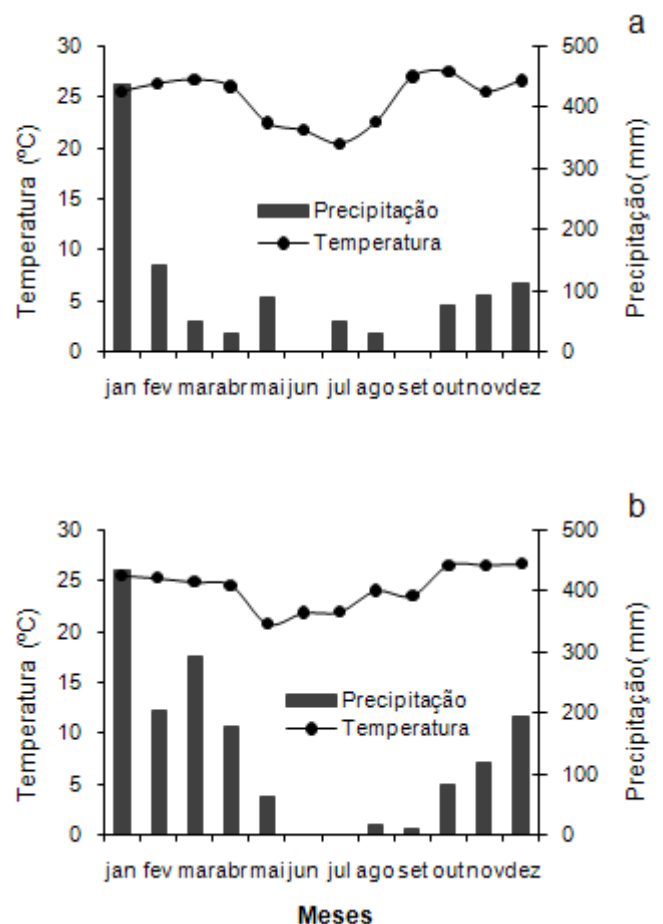 a
30
25
20
15
10
5
0
Temperatura (ºC)
500
400
300
200
100
0
Precipitação( mm)
Precipitação
Temperatura
jan fev mar abr mai jun jul ago set out nov dez
b
30
25
20
15
10
5
0
Temperatura (ºC)
500
400
300
200
100
0
Precipitação( mm)
Precipitação
Temperatura
jan fev mar abr mai jun jul ago set out nov dez
Meses